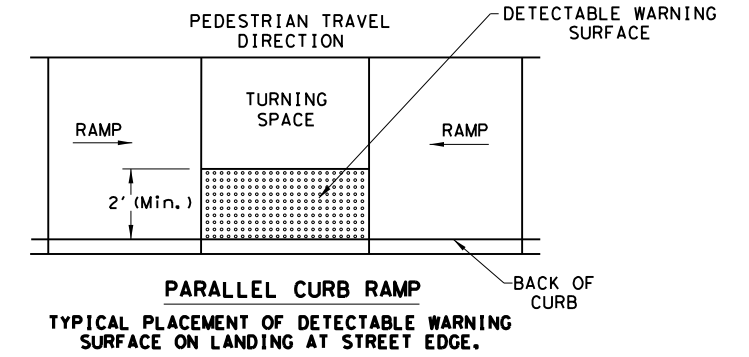 PEDESTRIAN TRAVEL
DIRECTION
DETECTABLE WARNING
SURFACE
TURNING
SPACE
RAMP
RAMP
2' (Min.)
BACK OF
CURB
PARALLEL CURB RAMP
TYPICAL PLACEMENT OF DETECTABLE WARNING
SURFACE ON LANDING AT STREET EDGE.